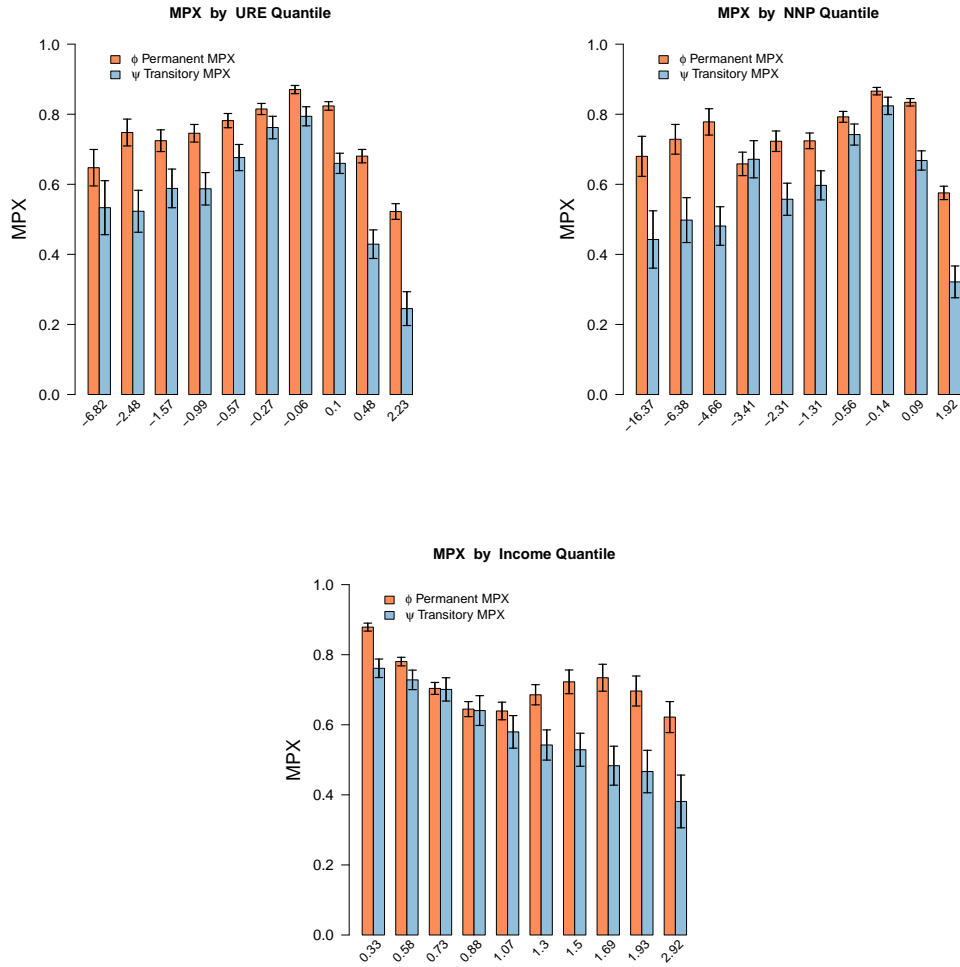 MPX by URE Quantile
MPX
1.0
0.8
0.6
0.4
0.2
0.0
ϕ Permanent MPX
ψ Transitory MPX
−6.82 −2.48 −1.57 −0.99 −0.57 −0.27 −0.06 0.1 0.48 2.23
MPX by NNP Quantile
MPX
1.0
0.8
0.6
0.4
0.2
0.0
ϕ Permanent MPX
ψ Transitory MPX
−16.37 −6.38 −4.66 −3.41 −2.31 −1.31 −0.56 −0.14 0.09 1.92
MPX by Income Quantile
MPX
1.0
0.8
0.6
0.4
0.2
0.0
ϕ Permanent MPX
ψ Transitory MPX
0.33 0.58 0.73 0.88 1.07 1.3 1.5 1.69 1.93 2.92